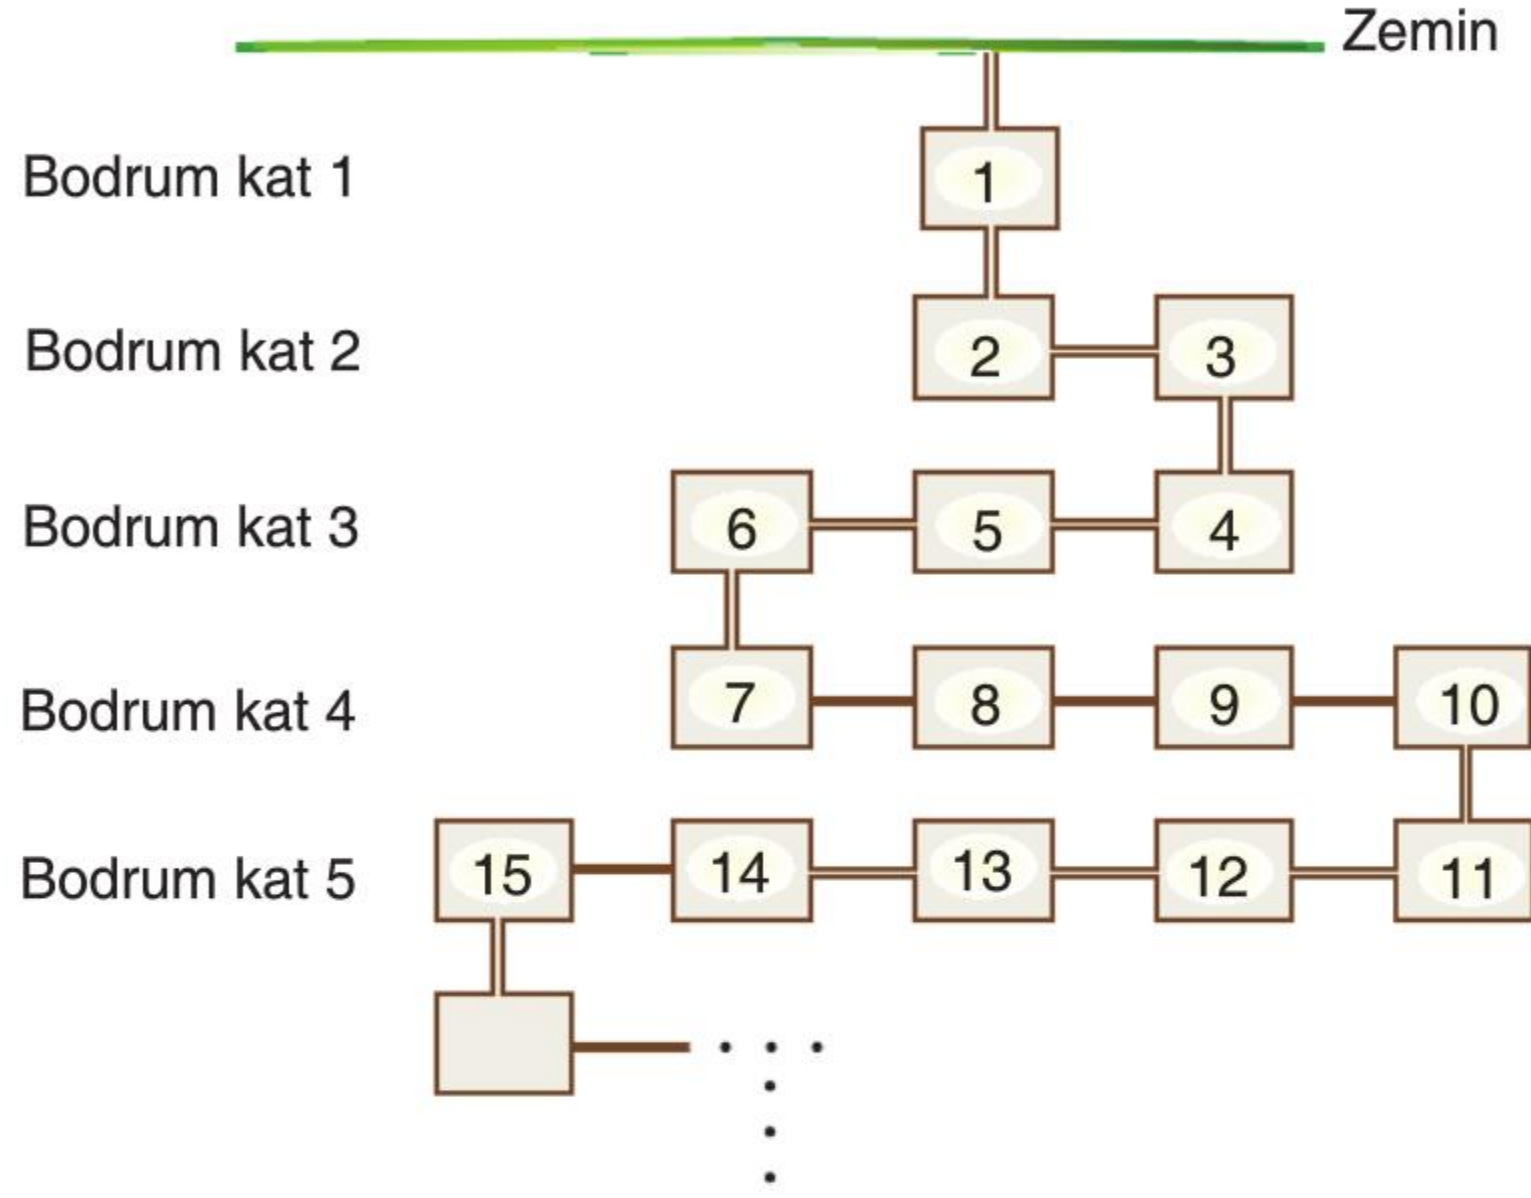 Zemin
Bodrum kat 1 1
Bodrum kat 2 2 3
Bodrum kat 3 6 5 4
Bodrum kat 4 7 8 9 10
Bodrum kat 5 15 14 13 12 11